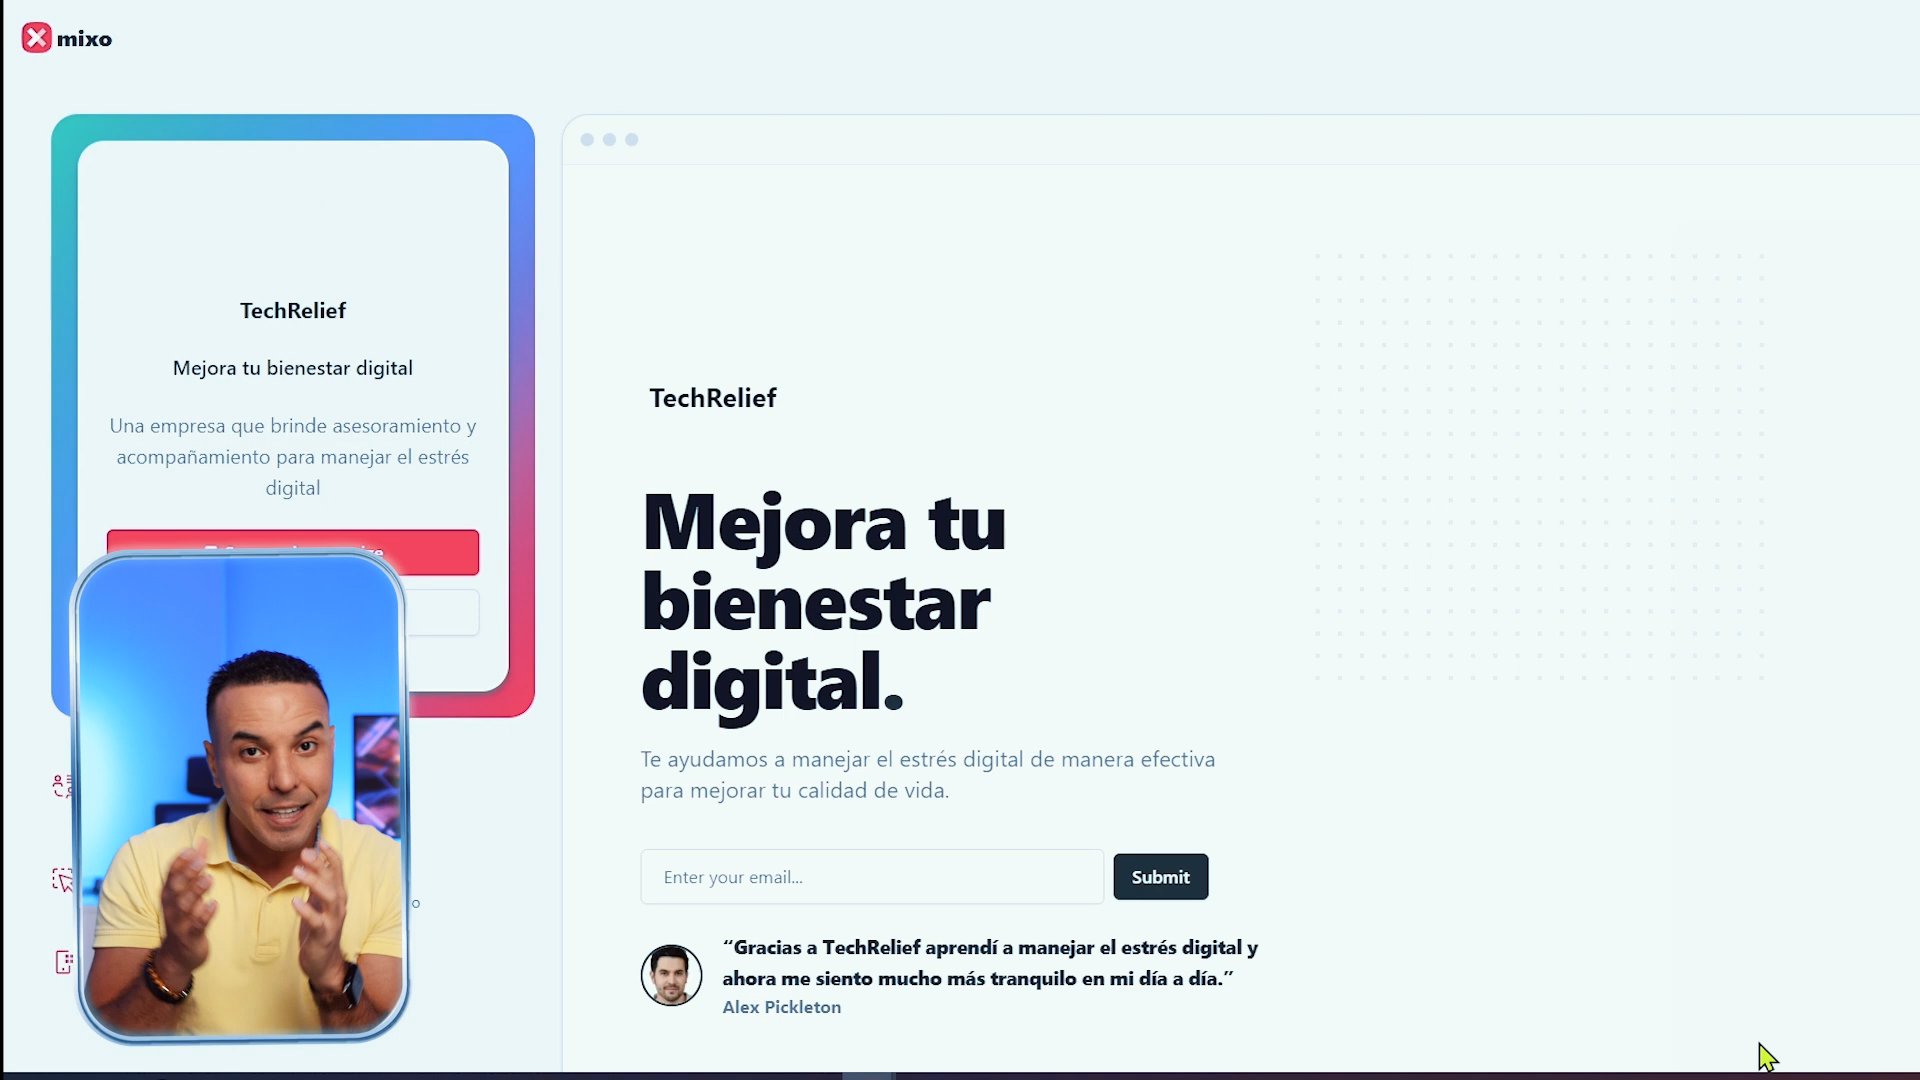 mixo
TechRelief
Mejora tu bienestar digital
Una empresa que brinde asesoramiento y
acompañamiento para manejar el estrés
digital
TechRelief
Mejora tu
bienestar
digital.
Te ayudamos a manejar el estrés digital de manera efectiva
para mejorar tu calidad de vida.
Enter your email...
Submit
“Gracias a TechRelief aprendí a manejar el estrés digital y
ahora me siento mucho más tranquilo en mi día a día.”
Alex Pickleton